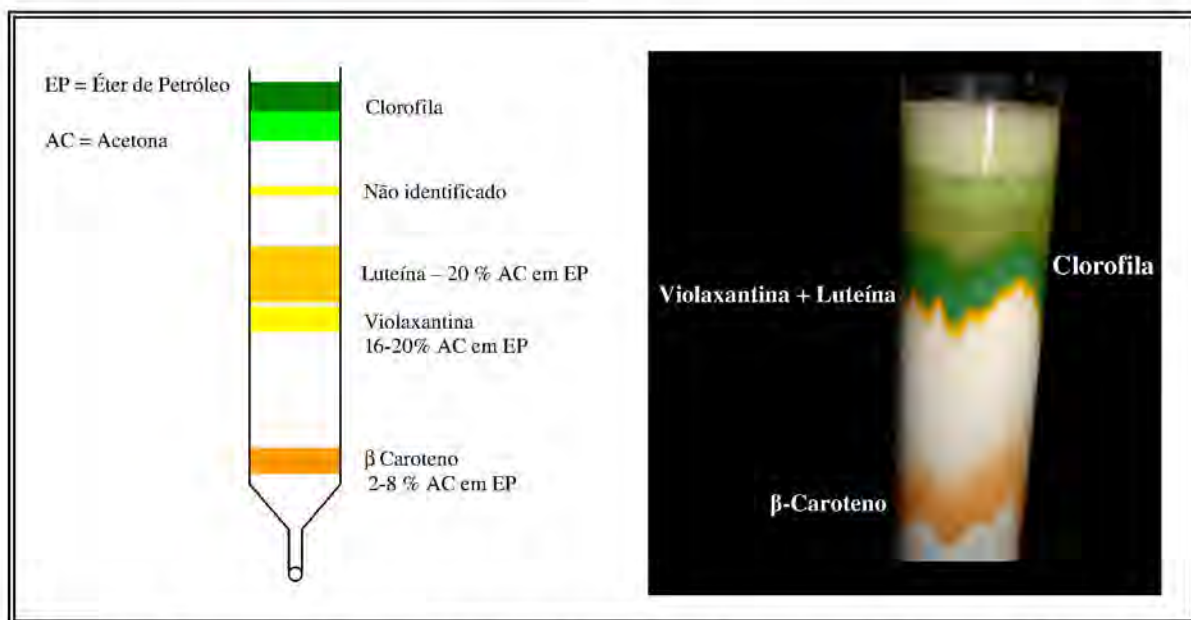 EP = Éter de Petróleo
AC = Acetona
Clorofila
Não identificado
Luteína – 20 % AC em EP
Violaxantina
16-20% AC em EP
β Caroteno
2-8 % AC em EP
Clorofila
Violaxantina + Luteína
β-Caroteno